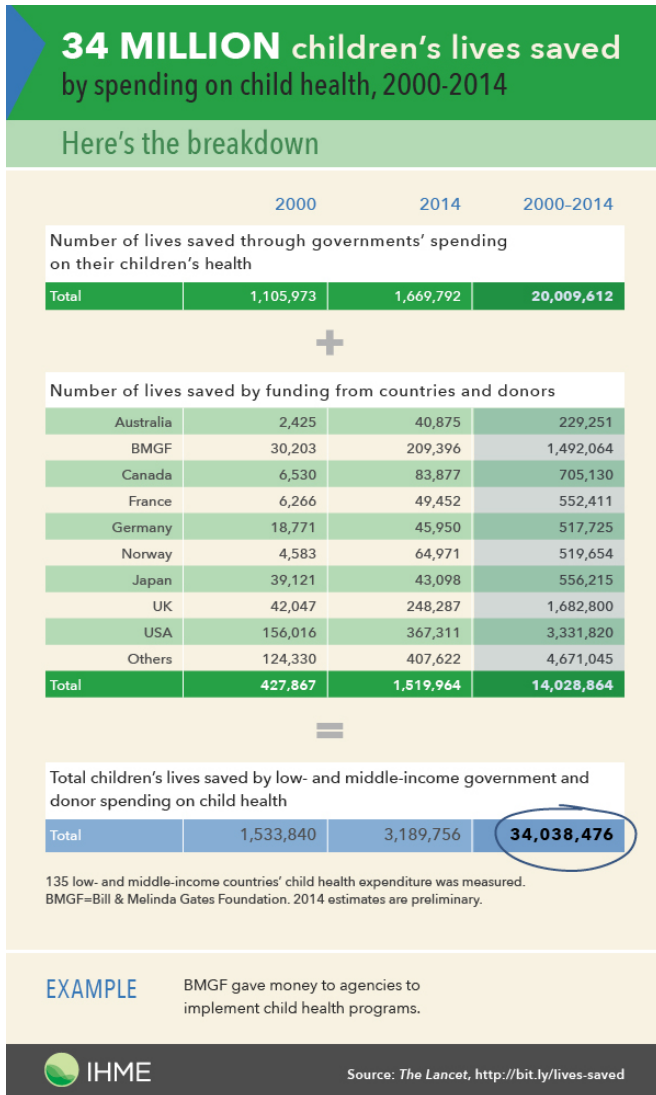 34 MILLION children's lives saved
by spending on child health, 2000-2014
Here's the breakdown
2000 2014 2000–2014
Number of lives saved through governments' spending
on their children's health
Total 1,105,973 1,669,792 20,009,612
+
Number of lives saved by funding from countries and donors
Australia 2,425 40,875 229,251
BMGF 30,203 209,396 1,492,064
Canada 6,530 83,877 705,130
France 6,266 49,452 552,411
Germany 18,771 45,950 517,725
Norway 4,583 64,971 519,654
Japan 39,121 43,098 556,215
UK 42,047 248,287 1,682,800
USA 156,016 367,311 3,331,820
Others 124,330 407,622 4,671,045
Total 427,867 1,519,964 14,028,864
=
Total children's lives saved by low- and middle-income government and
donor spending on child health
Total 1,533,840 3,189,756 34,038,476
135 low- and middle-income countries' child health expenditure was measured.
BMGF=Bill & Melinda Gates Foundation. 2014 estimates are preliminary.
EXAMPLE BMGF gave money to agencies to
implement child health programs.
IHME Source: The Lancet, http://bit.ly/lives-saved